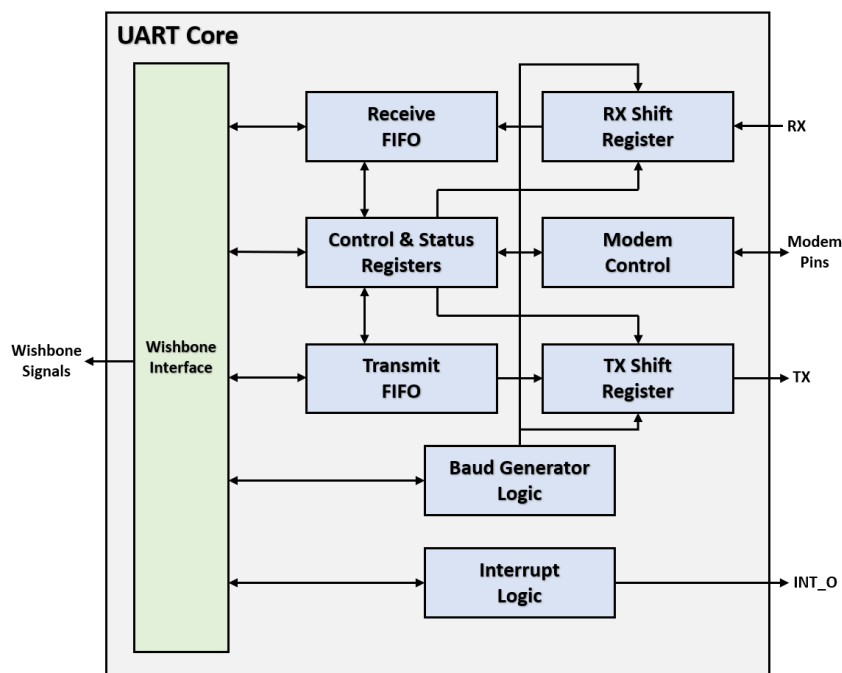 UART Core
Receive
FIFO
RX Shift
Register
RX
Control & Status
Registers
Modem
Control
Modem
Pins
Wishbone
Signals
Wishbone
Interface
Transmit
FIFO
TX Shift
Register
TX
Baud Generator
Logic
Interrupt
Logic
INT_O